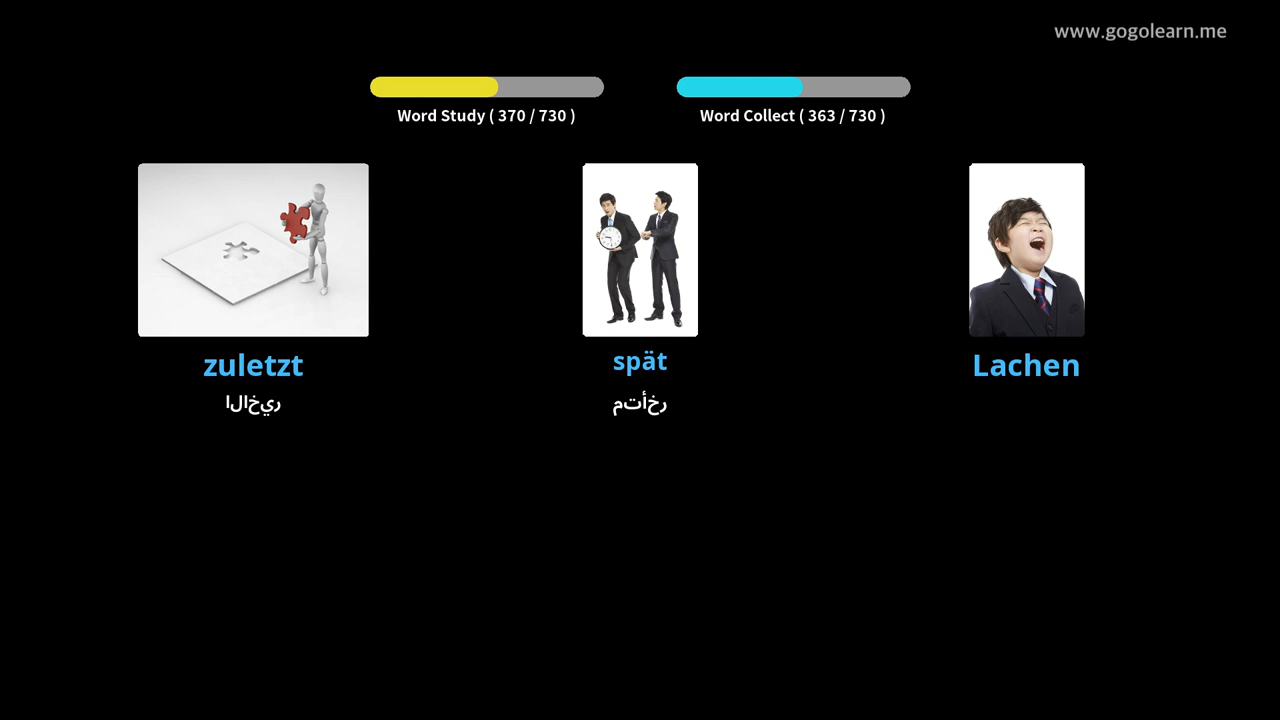 www.gogolearn.me
Word Study ( 370 / 730 )
Word Collect ( 363 / 730 )
zuletzt
الاخير
spät
متأخر
Lachen